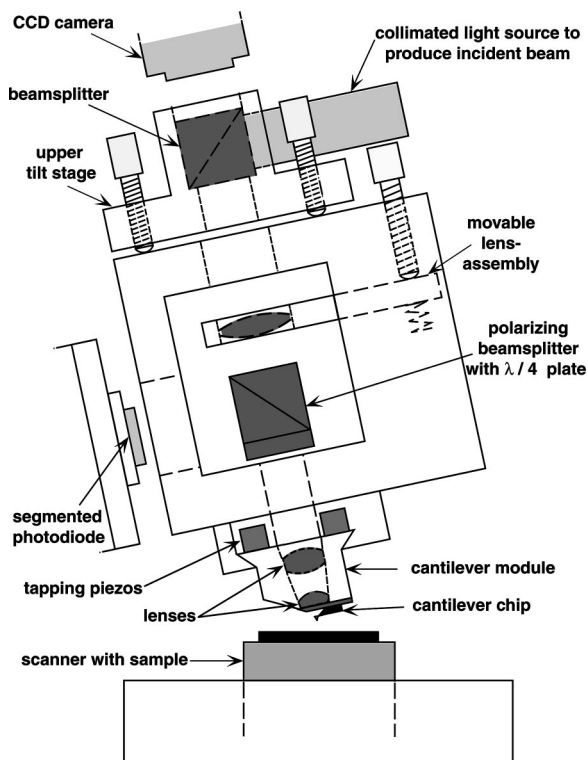 CCD camera
collimated light source to
produce incident beam
beamsplitter
upper
tilt stage
movable
lens-
assembly
polarizing
beamsplitter
with λ / 4 plate
segmented
photodiode
tapping piezos
cantilever module
lenses
cantilever chip
scanner with sample